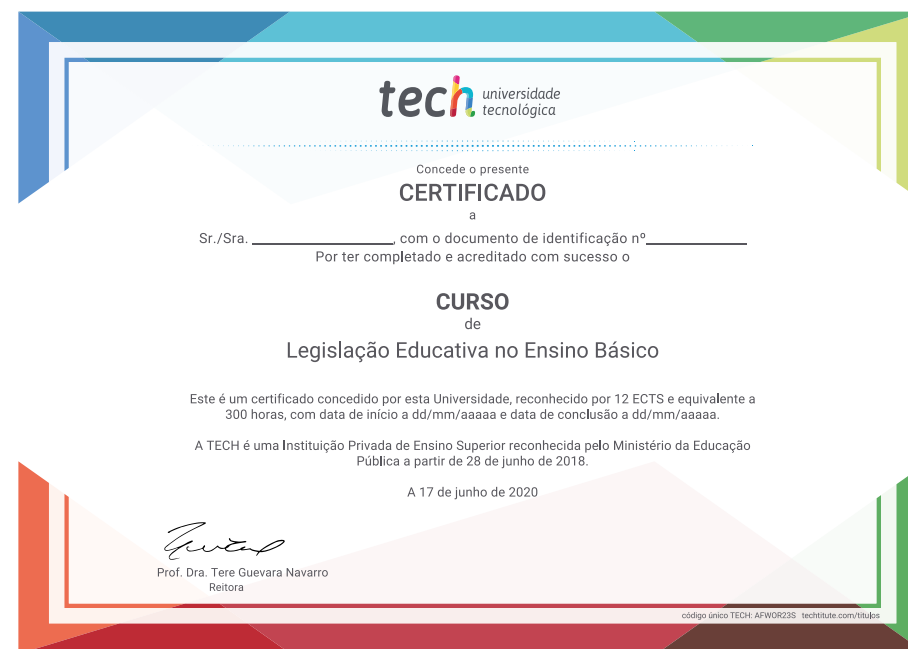 tech universidade
tecnológica
Concede o presente
CERTIFICADO
a
Sr./Sra. ____________, com o documento de identificação nº_________
Por ter completado e acreditado com sucesso o
CURSO
de
Legislação Educativa no Ensino Básico
Este é um certificado concedido por esta Universidade, reconhecido por 12 ECTS e equivalente a
300 horas, com data de início a dd/mm/aaaaa e data de conclusão a dd/mm/aaaaa.
A TECH é uma Instituição Privada de Ensino Superior reconhecida pelo Ministério da Educação
Pública a partir de 28 de junho de 2018.
A 17 de junho de 2020
Prof. Dra. Tere Guevara Navarro
Reitora
código único TECH: AFWOR23S techtitute.com/titulos